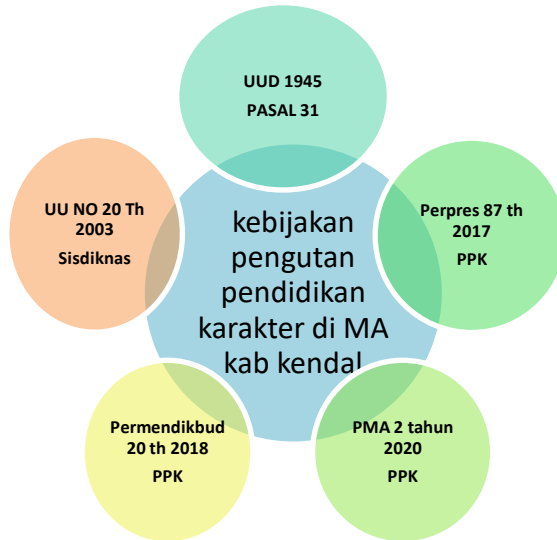 UUD 1945
PASAL 31
UU NO 20 Th
2003
Sisdiknas
Perpres 87 th
2017
PPK
kebijakan
pengutan
pendidikan
karakter di MA
kab kendal
Permendikbud
20 th 2018
PPK
PMA 2 tahun
2020
PPK